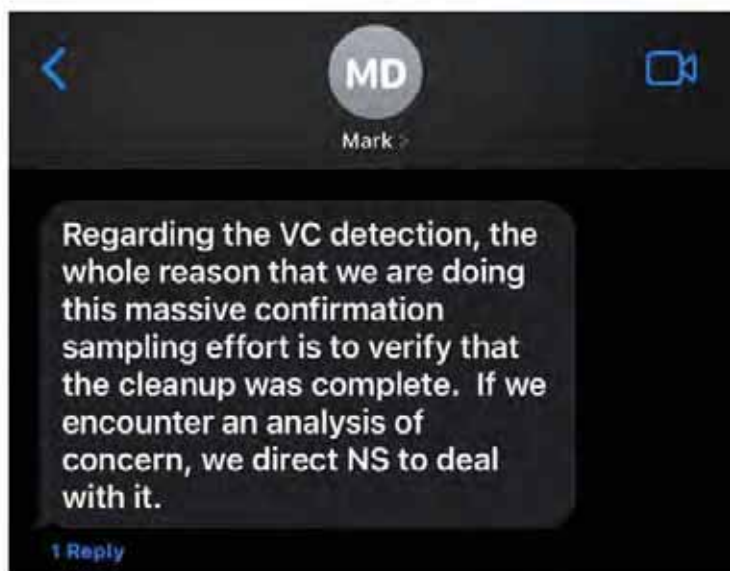 MD
Mark >
Regarding the VC detection, the
whole reason that we are doing
this massive confirmation
sampling effort is to verify that
the cleanup was complete.  If we
encounter an analysis of
concern, we direct NS to deal
with it.
1 Reply